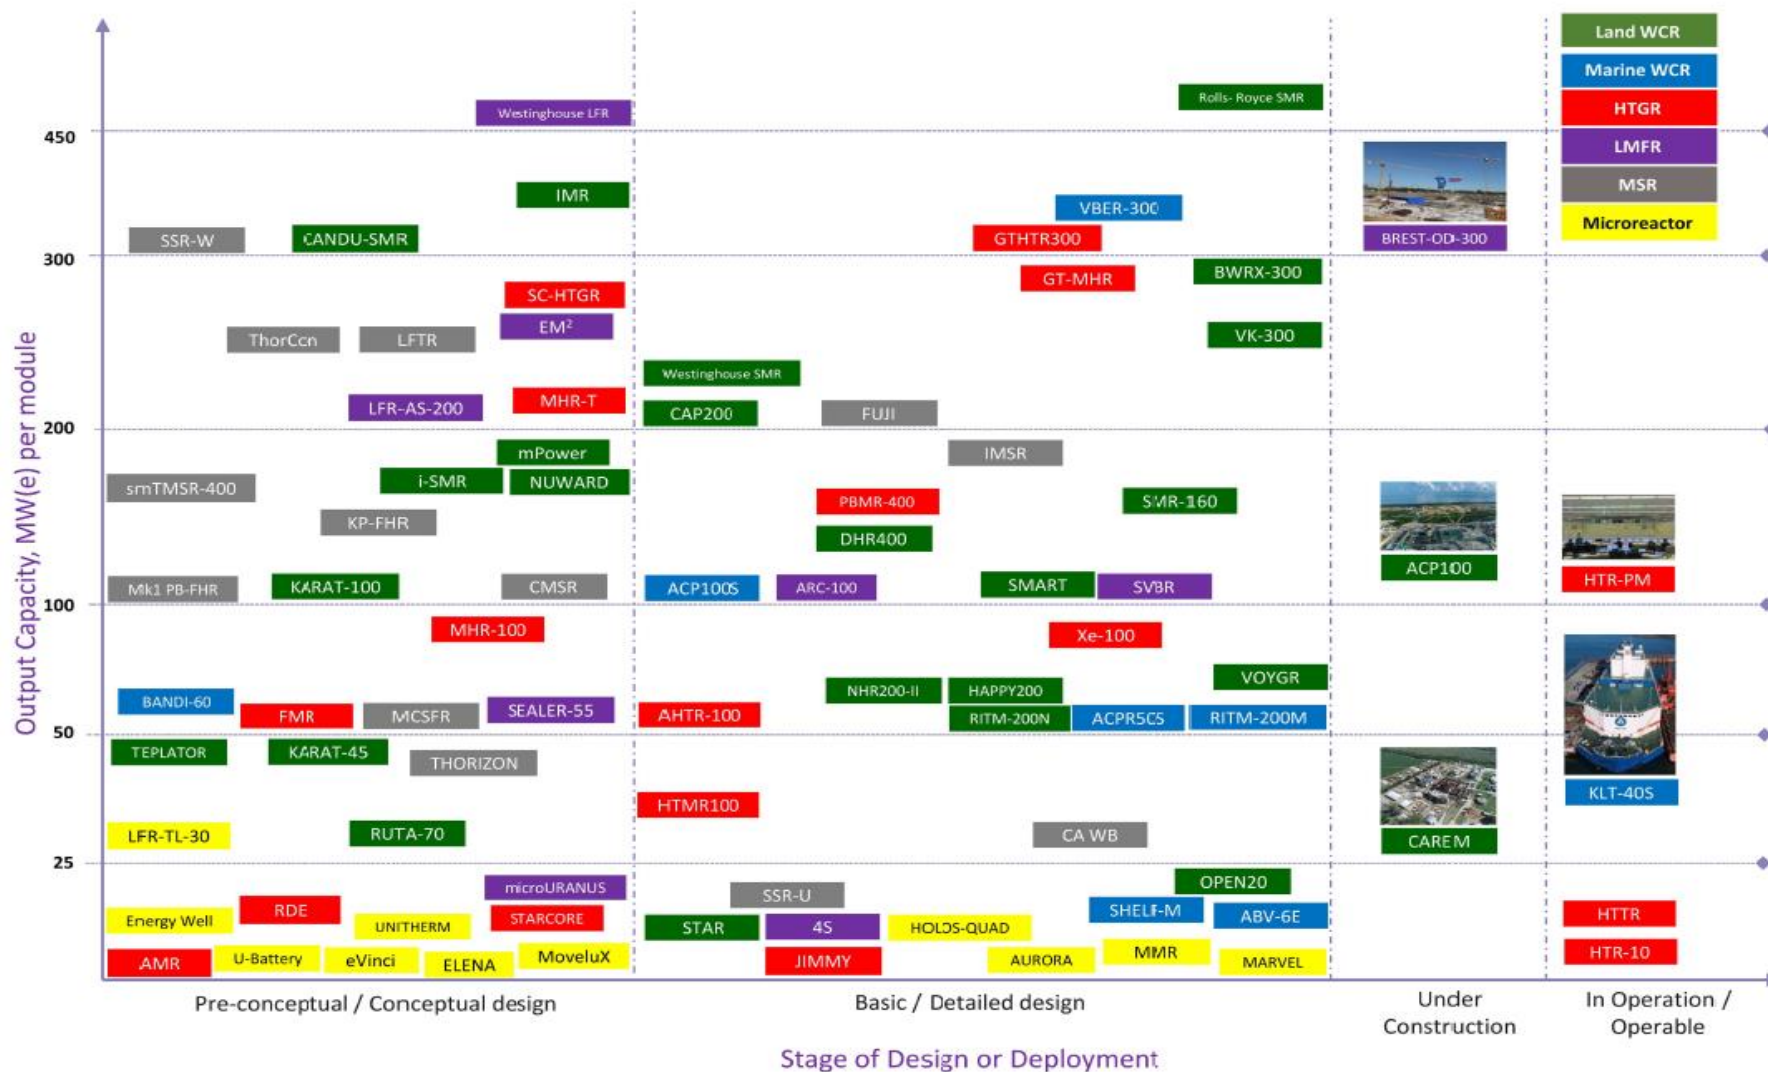 Land WCR
Marine WCR
HTGR
LMFR
MSR
Microreactor
Output Capacity, MW(e) per module
450
300
200
100
50
25
Westinghouse LFR
Rolls- Royce SMR
IMR
VBER-300
SSR-W
CANDU-SMR
GTHTR300
BREST-OD-300
SC-HTGR
GT-MHR
BWRX-300
EM²
ThorCon
LFTR
VK-300
Westinghouse SMR
LFR-AS-200
MHR-T
CAP200
FUJI
mPower
IMSR
smTMSR-400
i-SMR
NUWARD
PBMR-400
SMR-160
KP-FHR
DHR400
ACP100
HTR-PM
Mk1 PB-FHR
KARAT-100
CMSR
ACP100S
ARC-100
SMART
SVBR
MHR-100
Xe-100
VOYGR
BANDI-60
FMR
MCSFR
SEALER-55
AHTR-100
NHR200-II
HAPPY200
RITM-200N
ACPR50S
RITM-200M
TEPLATOR
KARAT-45
THORIZON
HTMR100
KLT-40S
LFR-TL-30
RUTA-70
CA WB
CAREM
microURANUS
OPEN20
Energy Well
RDE
UNITHERM
STARCORE
SSR-U
STAR
4S
HOLOS-QUAD
SHELF-M
ABV-6E
HTTR
AMR
U-Battery
eVinci
ELENA
MoveluX
JIMMY
AURORA
MMR
MARVEL
HTR-10
Pre-conceptual / Conceptual design
Basic / Detailed design
Under
Construction
In Operation /
Operable
Stage of Design or Deployment